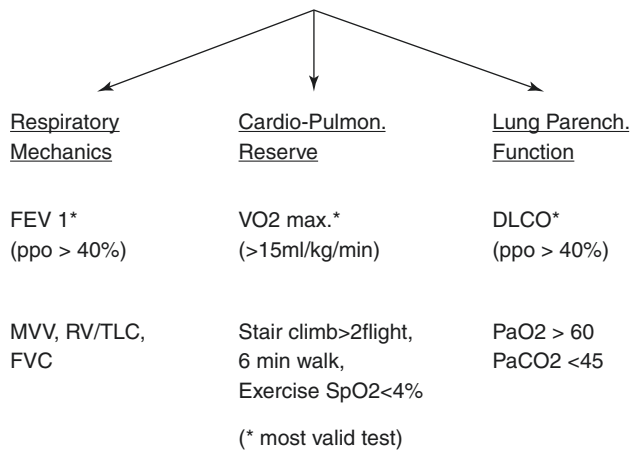 Respiratory
Mechanics
FEV 1*
(ppo > 40%)
MVV, RV/TLC,
FVC
Cardio-Pulmon.
Reserve
VO2 max.*
(>15ml/kg/min)
Stair climb>2flight,
6 min walk,
Exercise SpO2<4%
(* most valid test)
Lung Parench.
Function
DLCO*
(ppo > 40%)
PaO2 > 60
PaCO2 <45